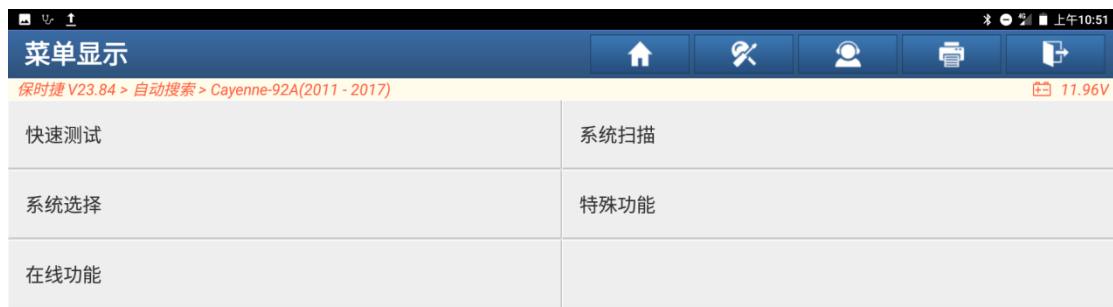 上午10:51
菜单显示
保时捷 V23.84 > 自动搜索 > Cayenne-92A(2011 - 2017) 11.96V
快速测试 系统扫描
系统选择 特殊功能
在线功能